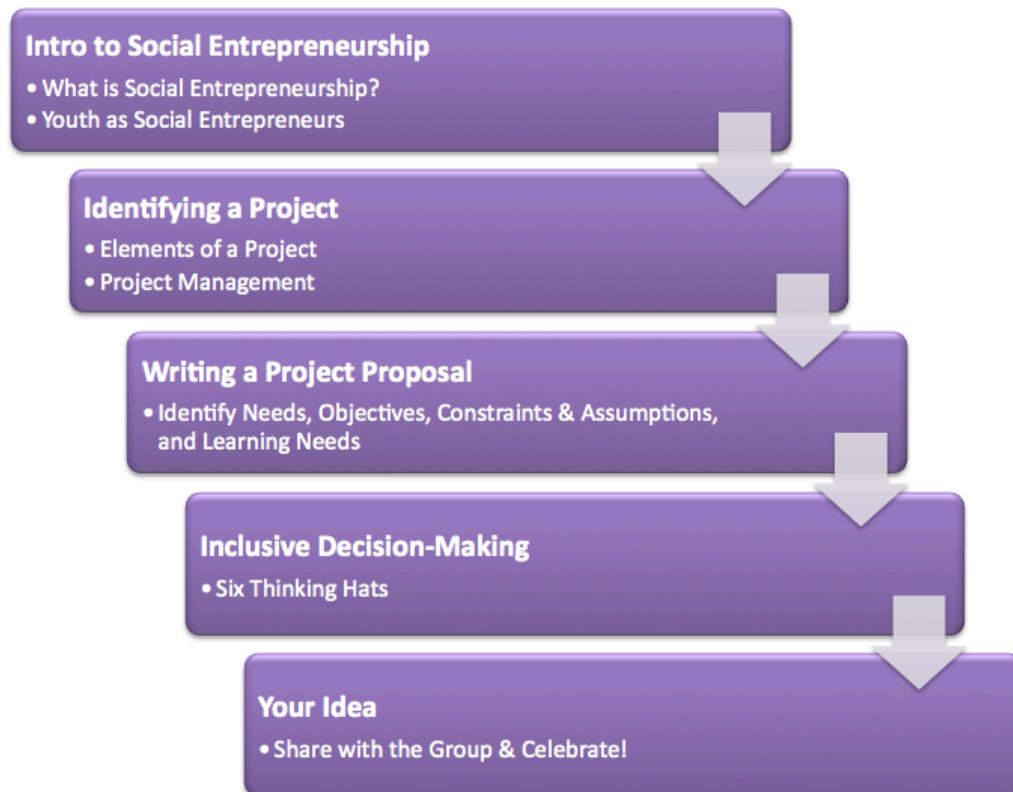 Intro to Social Entrepreneurship
• What is Social Entrepreneurship?
• Youth as Social Entrepreneurs
Identifying a Project
• Elements of a Project
• Project Management
Writing a Project Proposal
• Identify Needs, Objectives, Constraints & Assumptions,
and Learning Needs
Inclusive Decision-Making
• Six Thinking Hats
Your Idea
• Share with the Group & Celebrate!